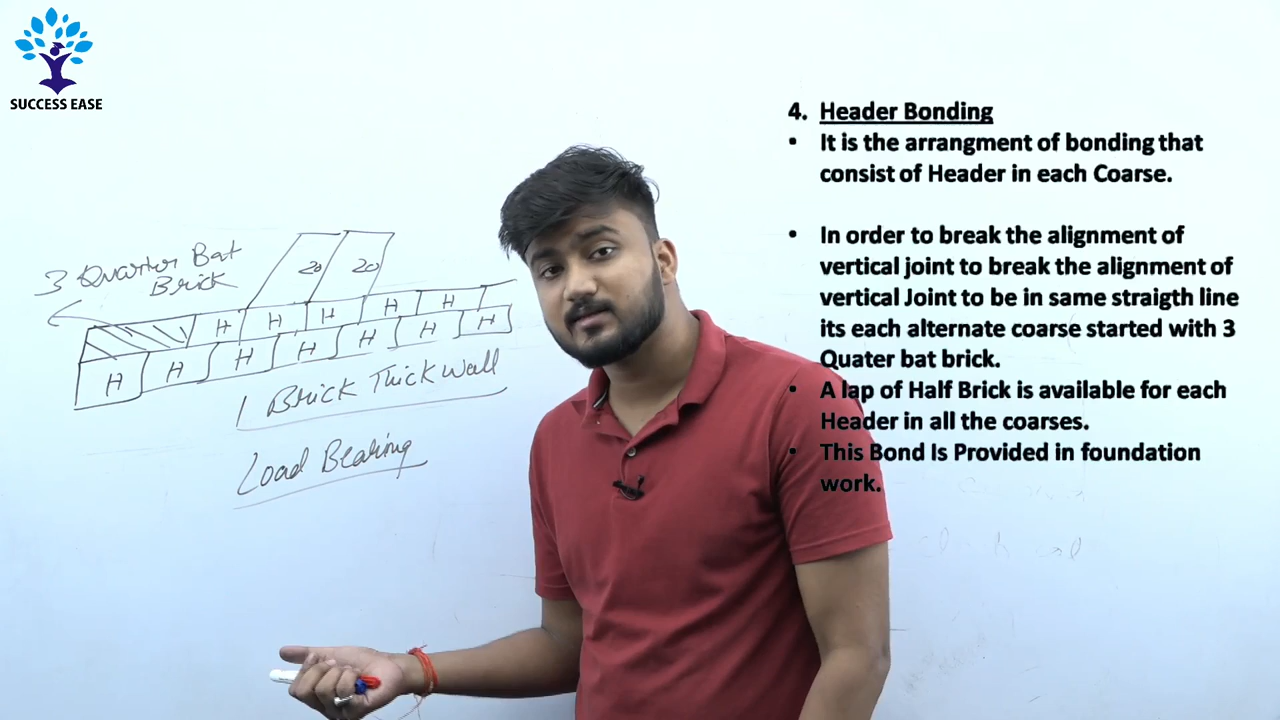 SUCCESS EASE
4. Header Bonding
• It is the arrangment of bonding that
consist of Header in each Coarse.
• In order to break the alignment of
vertical joint to break the alignment of
vertical Joint to be in same straigth line
its each alternate coarse started with 3
Quater bat brick.
• A lap of Half Brick is available for each
Header in all the coarses.
• This Bond Is Provided in foundation
work.
3 Quarter Bat
Brick
20 20
H H H H H
H H H H H H H
1 Brick Thick Wall
Load Bearing